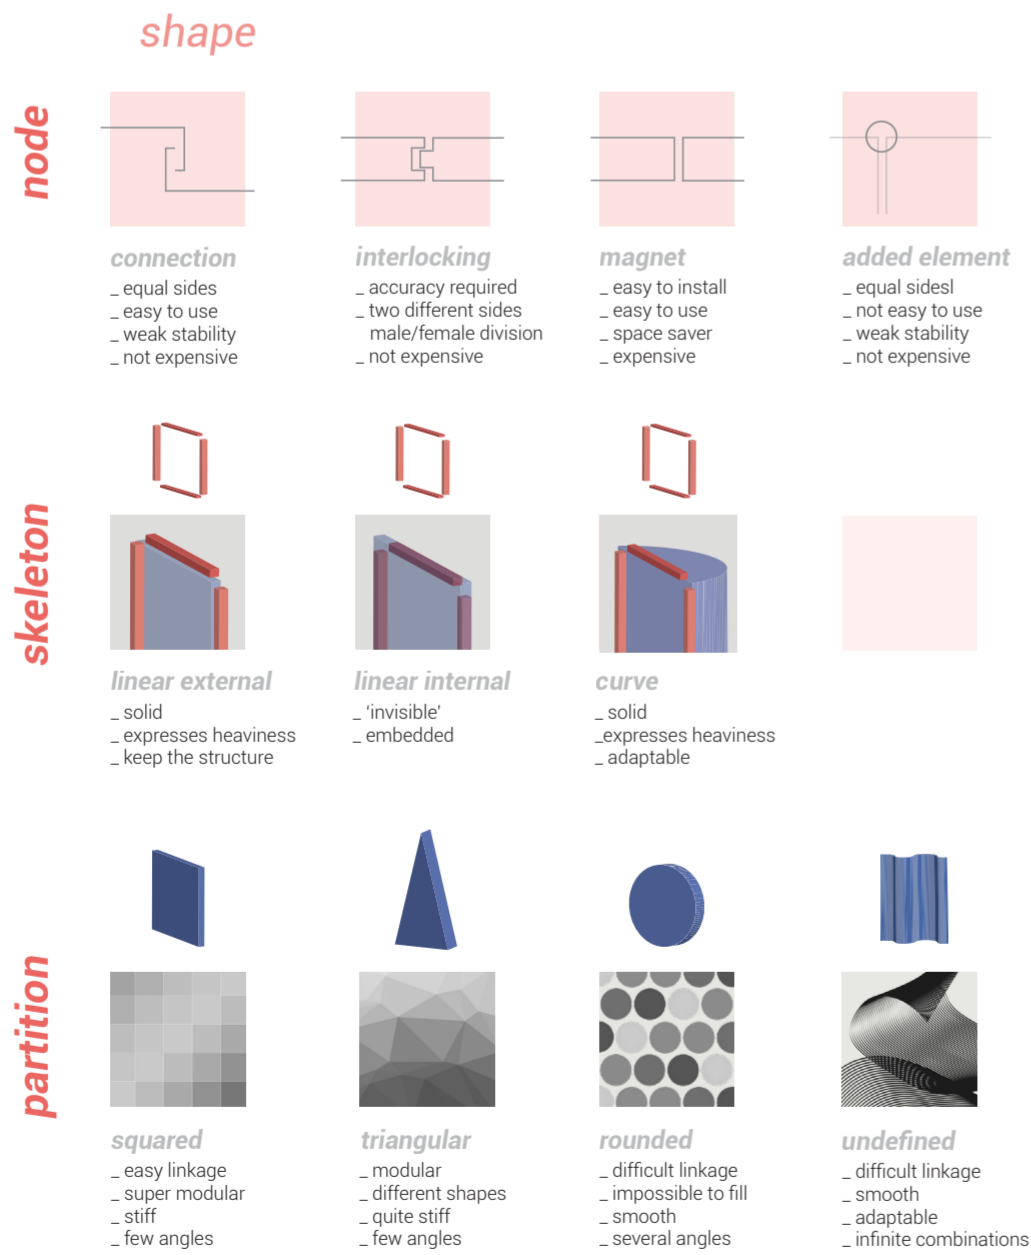 shape
node
connection
_ equal sides
_ easy to use
_ weak stability
_ not expensive
interlocking
_ accuracy required
_ two different sides
male/female division
_ not expensive
magnet
_ easy to install
_ easy to use
_ space saver
_ expensive
added element
_ equal sidesl
_ not easy to use
_ weak stability
_ not expensive
skeleton
linear external
_ solid
_ expresses heaviness
_ keep the structure
linear internal
_ ‘invisible’
_ embedded
curve
_ solid
_expresses heaviness
_ adaptable
partition
squared
_ easy linkage
_ super modular
_ stiff
_ few angles
triangular
_ modular
_ different shapes
_ quite stiff
_ few angles
rounded
_ difficult linkage
_ impossible to fill
_ smooth
_ several angles
undefined
_ difficult linkage
_ smooth
_ adaptable
_ infinite combinations